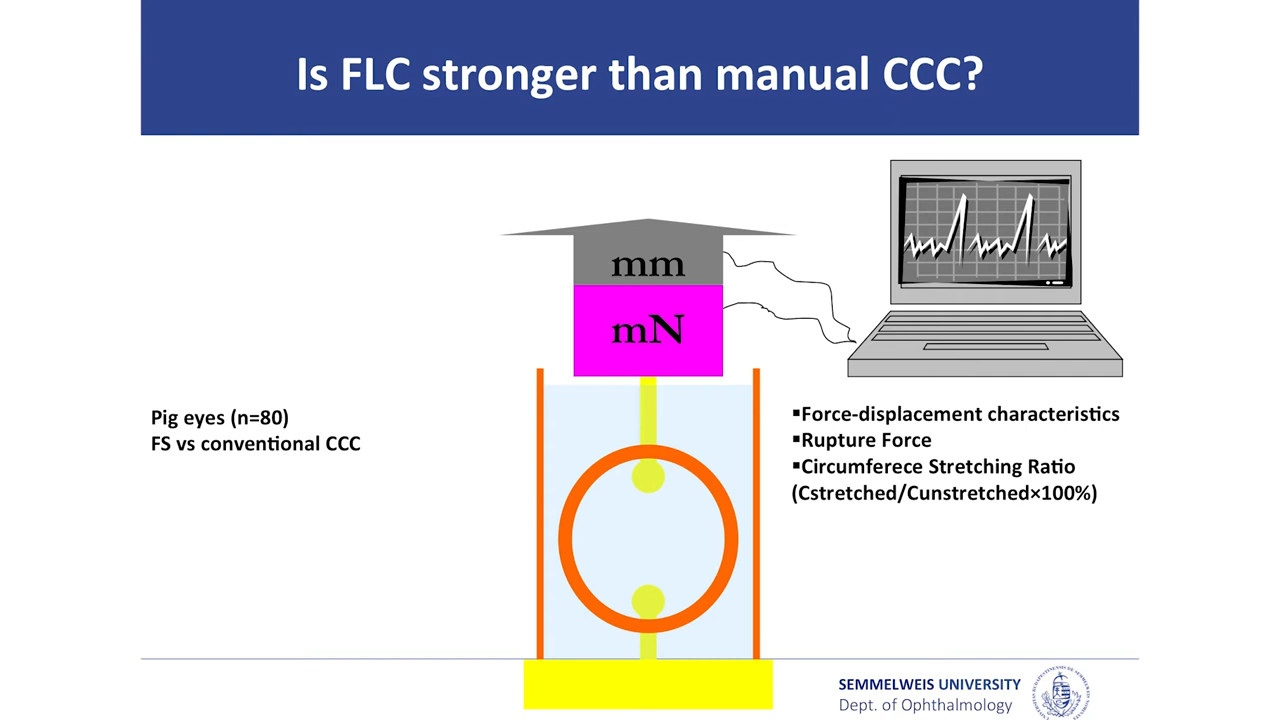 Is FLC stronger than manual CCC?
mm
mN
Pig eyes (n=80)
FS vs conventional CCC
▪Force-displacement characteristics
▪Rupture Force
▪Circumferece Stretching Ratio
(Cstretched/Cunstretched×100%)
SEMMELWEIS UNIVERSITY
Dept. of Ophthalmology